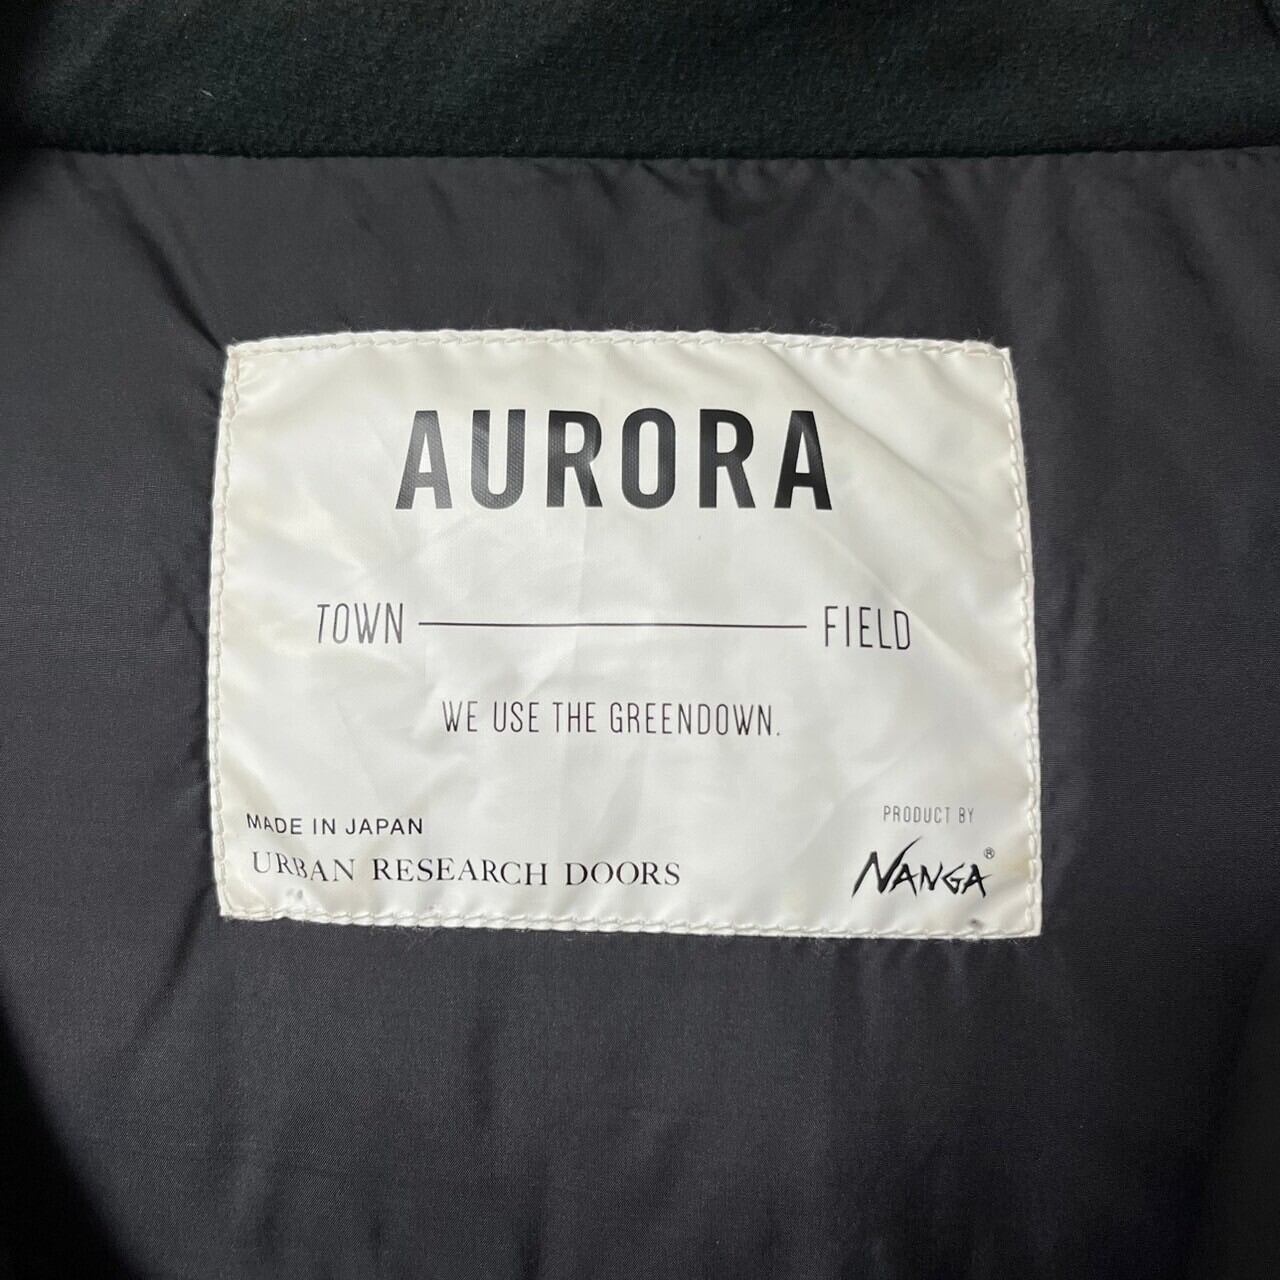 AURORA
TOWN FIELD
WE USE THE GREENDOWN.
MADE IN JAPAN
URBAN RESEARCH DOORS
PRODUCT BY
NANGA®